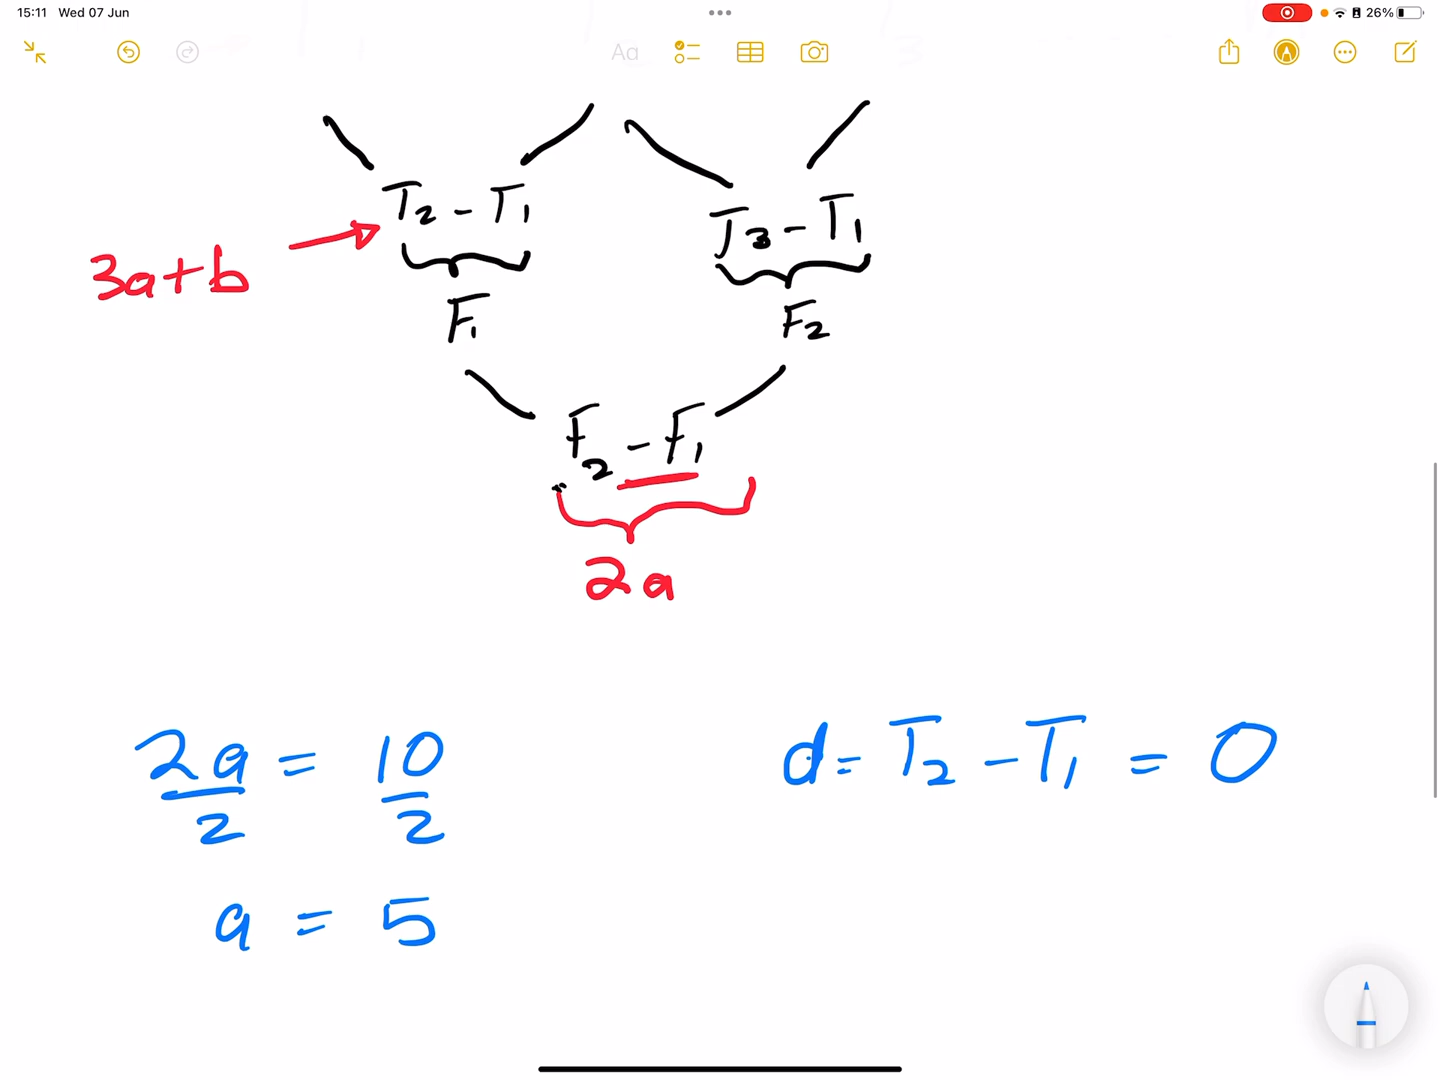 15:11 Wed 07 Jun
26%
Aa
T₂ - T₁
T₃ - T₁
3a+b
F₁
F₂
F₂ - F₁
2a
2a/2 = 10/2
d = T₂ - T₁ = 0
a = 5